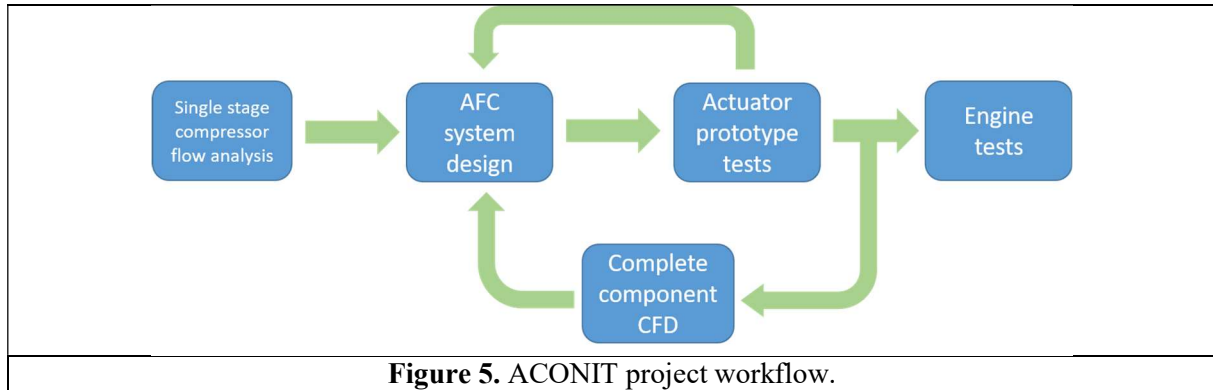 Single stage
compressor
flow analysis
AFC
system
design
Actuator
prototype
tests
Engine
tests
Complete
component
CFD
Figure 5. ACONIT project workflow.